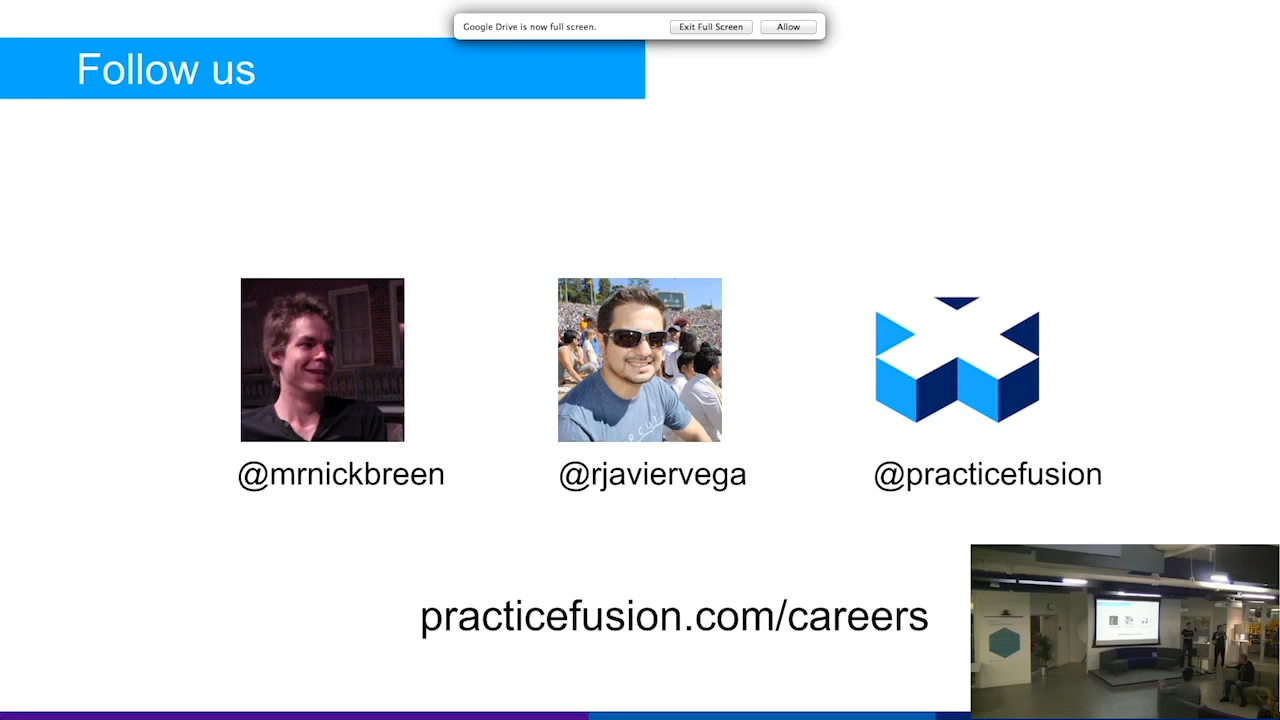 Google Drive is now full screen. Exit Full Screen Allow
Follow us
@mrnickbreen @rjaviervega @practicefusion
practicefusion.com/careers